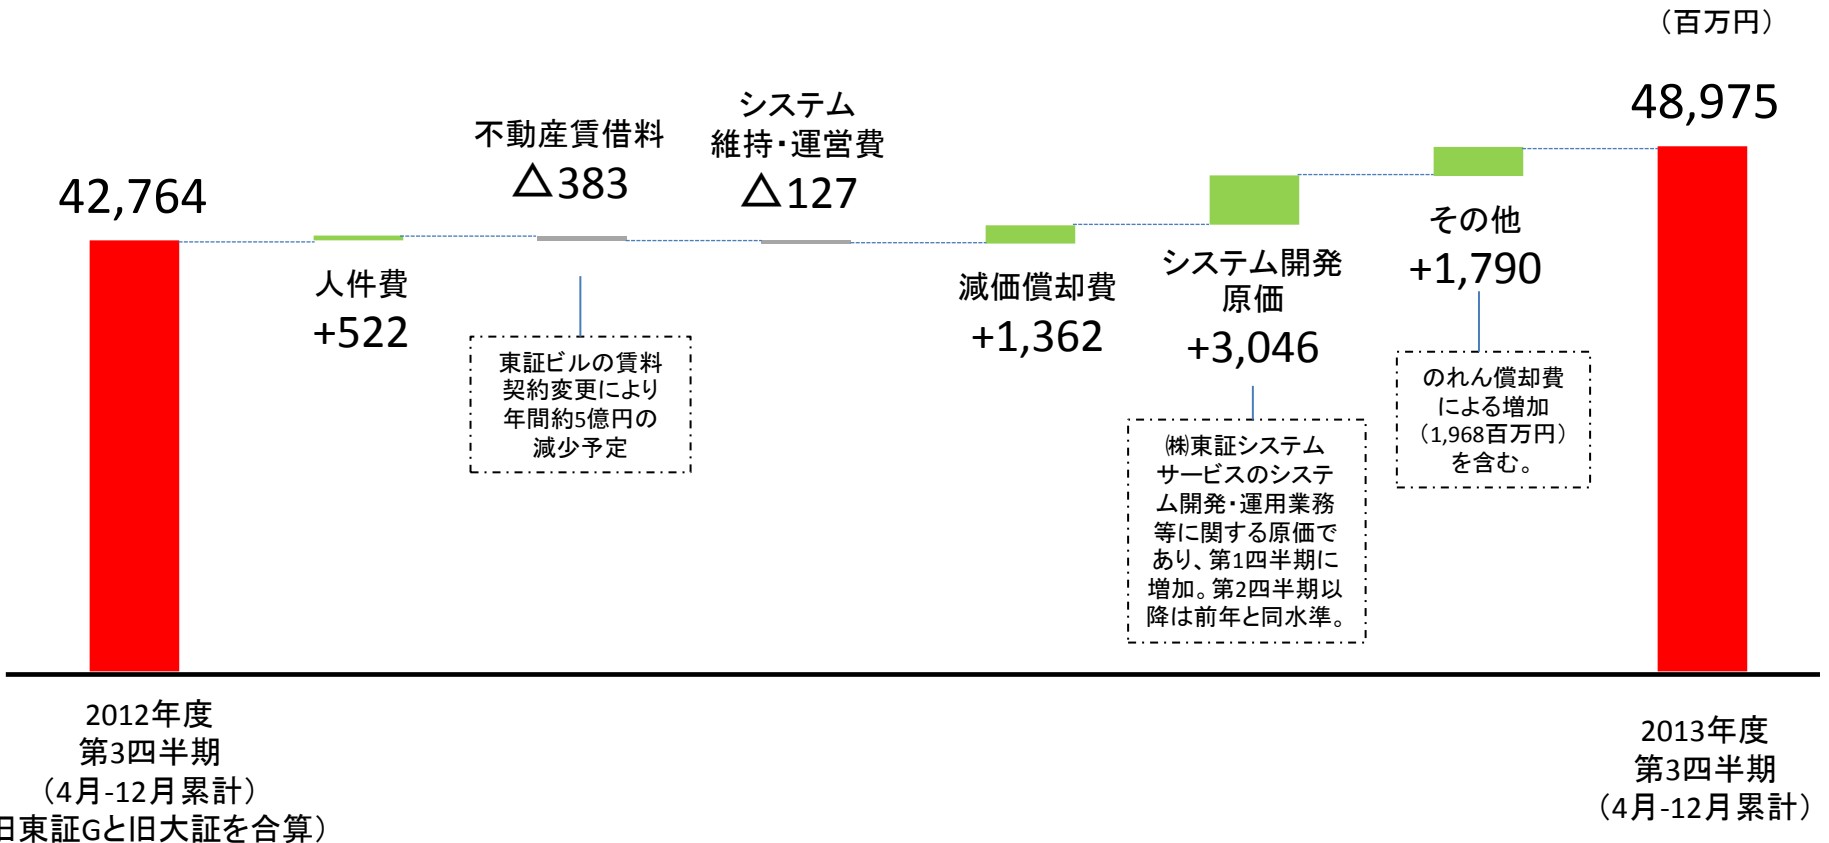 （百万円）
42,764
人件費
+522
不動産賃借料
△383
東証ビルの賃料
契約変更により
年間約5億円の
減少予定
システム
維持・運営費
△127
減価償却費
+1,362
システム開発
原価
+3,046
㈱東証システム
サービスのシステ
ム開発・運用業務
等に関する原価で
あり、第1四半期に
増加。第2四半期以
降は前年と同水準。
その他
+1,790
のれん償却費
による増加
（1,968百万円）
を含む。
48,975
2012年度
第3四半期
（4月-12月累計）
旧東証Gと旧大証を合算）
2013年度
第3四半期
（4月-12月累計）